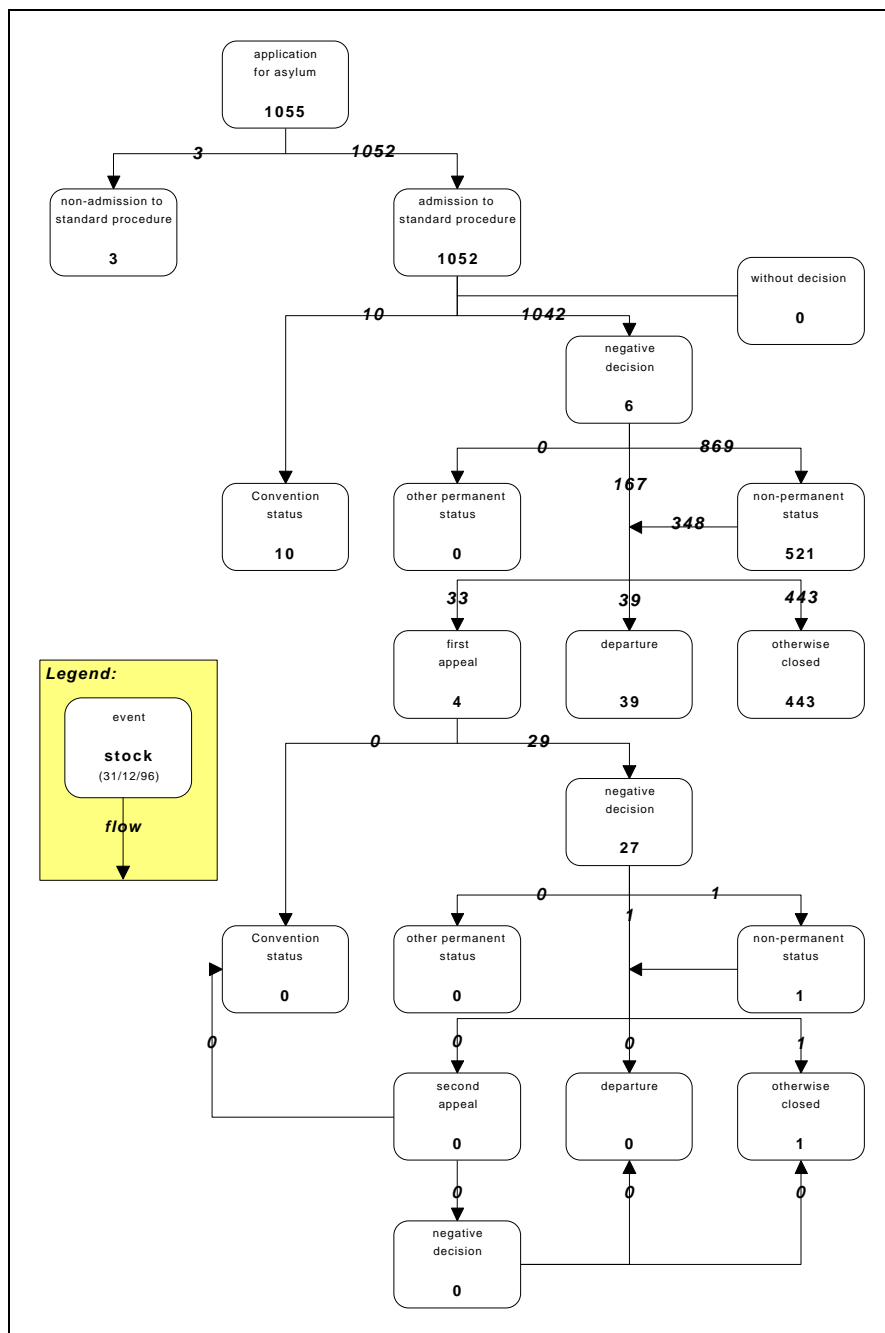 application
for asylum
1055
3
1052
non-admission to
standard procedure
3
admission to
standard procedure
1052
without decision
0
10
1042
negative
decision
6
0
869
167
Convention
status
10
other permanent
status
0
348
non-permanent
status
521
33
39
443
first
appeal
4
departure
39
otherwise
closed
443
Legend:
event
stock
(31/12/96)
flow
0
29
negative
decision
27
0
1
1
Convention
status
0
other permanent
status
0
non-permanent
status
1
0
0
0
1
second
appeal
0
departure
0
otherwise
closed
1
0
0
0
negative
decision
0